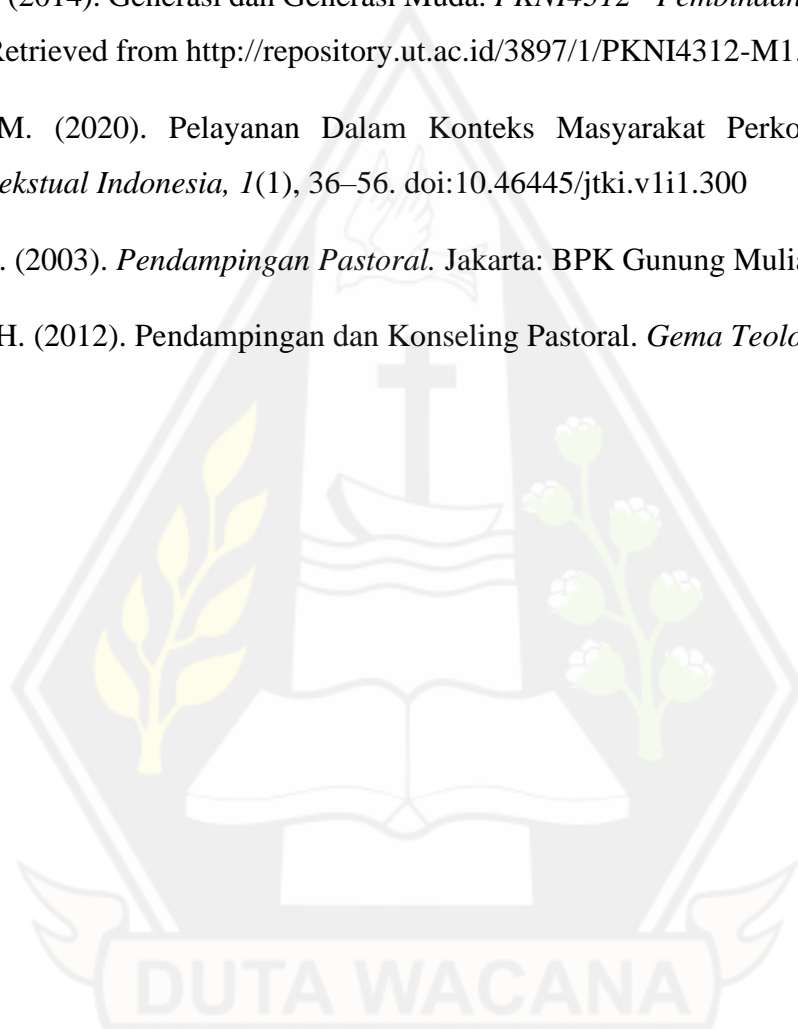 (2014). Generasi dan Generasi Muda. PKNI4312 - Pembinaan
Retrieved from http://repository.ut.ac.id/3897/1/PKNI4312-M1.
M. (2020). Pelayanan Dalam Konteks Masyarakat Perko
ekstual Indonesia, 1(1), 36–56. doi:10.46445/jtki.v1i1.300
. (2003). Pendampingan Pastoral. Jakarta: BPK Gunung Mulia
H. (2012). Pendampingan dan Konseling Pastoral. Gema Teolo
DUTA WACANA